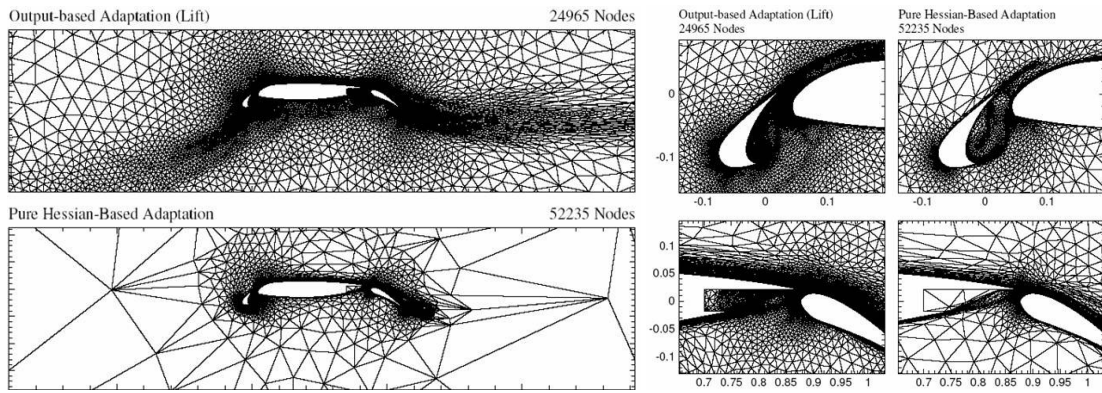 Output-based Adaptation (Lift) 24965 Nodes
Pure Hessian-Based Adaptation 52235 Nodes
Output-based Adaptation (Lift)
24965 Nodes
Pure Hessian-Based Adaptation
52235 Nodes
0
-0.1
-0.1 0 0.1
0.1
0.1
0.05
0
-0.05
-0.1
0.7 0.75 0.8 0.85 0.9 0.95 1
0.7 0.75 0.8 0.85 0.9 0.95 1